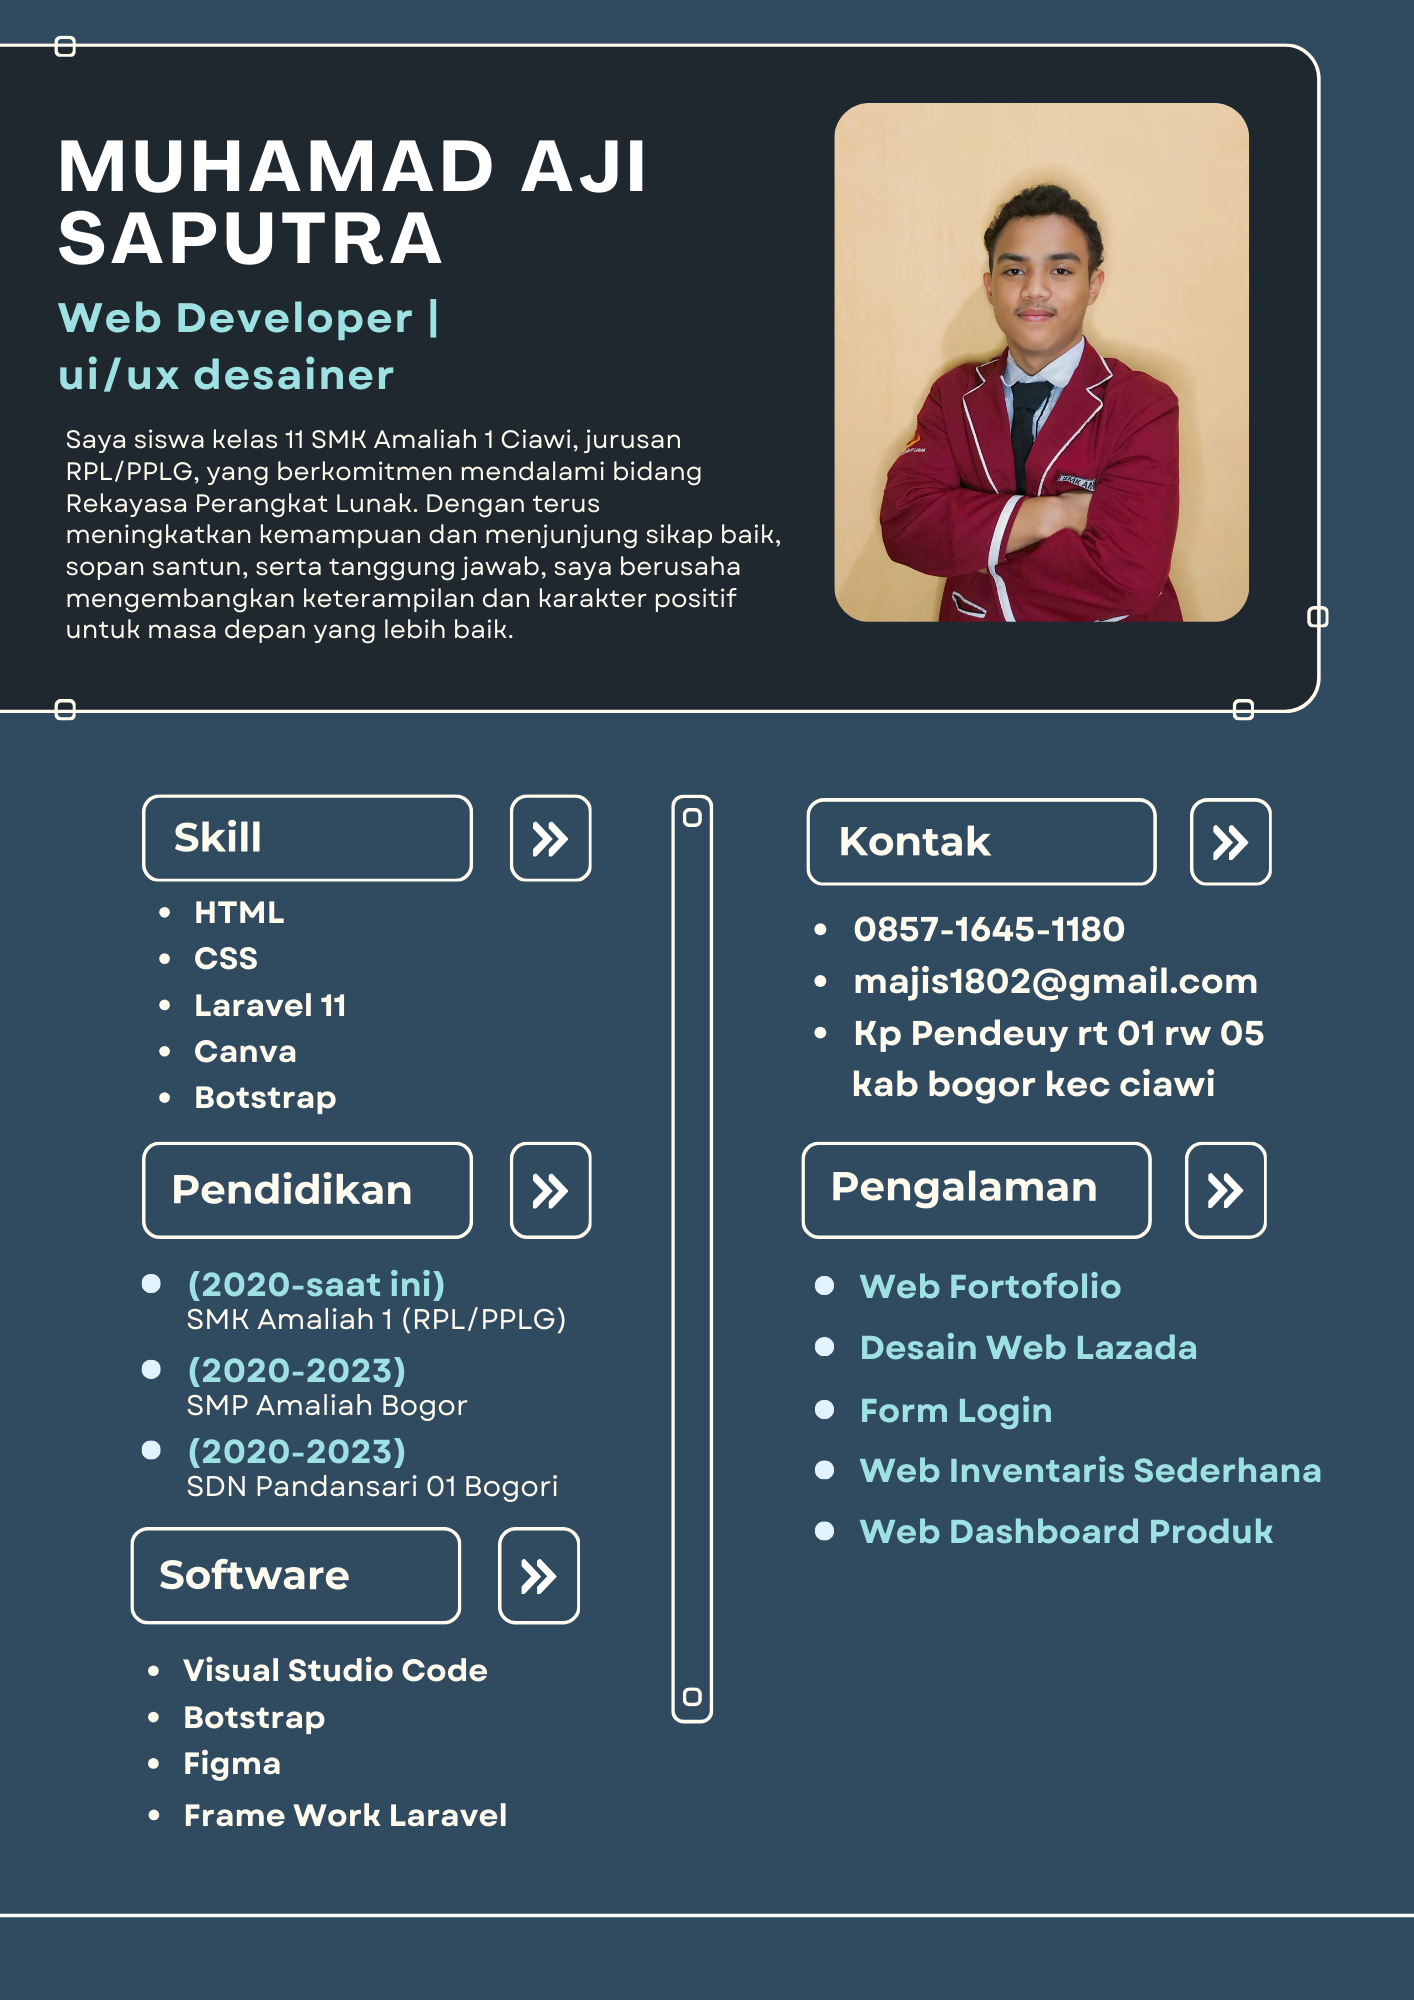 MUHAMAD AJI
SAPUTRA
Web Developer |
ui/ux desainer
Saya siswa kelas 11 SMK Amaliah 1 Ciawi, jurusan
RPL/PPLG, yang berkomitmen mendalami bidang
Rekayasa Perangkat Lunak. Dengan terus
meningkatkan kemampuan dan menjunjung sikap baik,
sopan santun, serta tanggung jawab, saya berusaha
mengembangkan keterampilan dan karakter positif
untuk masa depan yang lebih baik.
Skill
• HTML
• CSS
• Laravel 11
• Canva
• Botstrap
Pendidikan
• (2020-saat ini)
SMK Amaliah 1 (RPL/PPLG)
• (2020-2023)
SMP Amaliah Bogor
• (2020-2023)
SDN Pandansari 01 Bogori
Software
• Visual Studio Code
• Botstrap
• Figma
• Frame Work Laravel
Kontak
• 0857-1645-1180
• majis1802@gmail.com
• Kp Pendeuy rt 01 rw 05
kab bogor kec ciawi
Pengalaman
• Web Fortofolio
• Desain Web Lazada
• Form Login
• Web Inventaris Sederhana
• Web Dashboard Produk